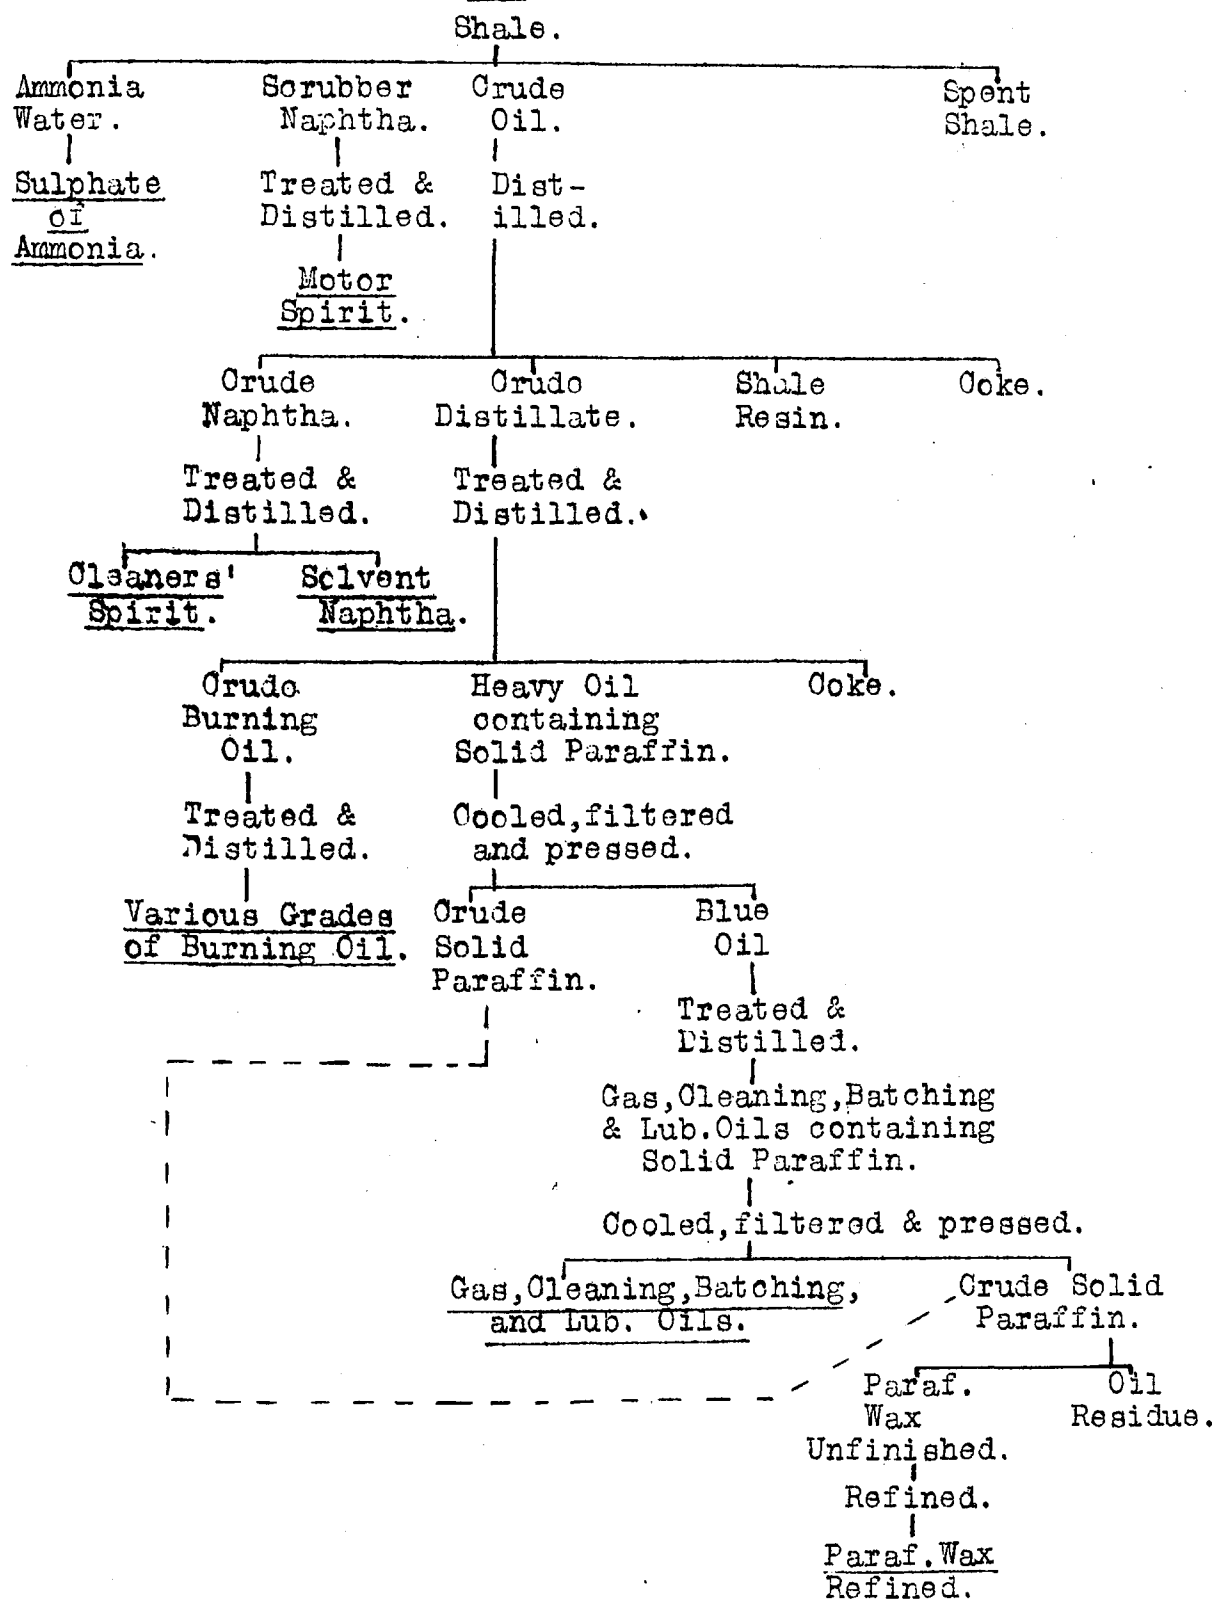 Shale.
Ammonia
Water.
Sulphate
of
Ammonia.
Scrubber
Naphtha.
Treated &
Distilled.
Motor
Spirit.
Crude
Oil.
Dist-
illed.
Spent
Shale.
Crude
Naphtha.
Treated &
Distilled.
Cleaners'
Spirit.
Solvent
Naphtha.
Crude
Distillate.
Treated &
Distilled.
Shale
Resin.
Coke.
Crude
Burning
Oil.
Treated &
Distilled.
Various Grades
of Burning Oil.
Heavy Oil
containing
Solid Paraffin.
Cooled,filtered
and pressed.
Coke.
Crude
Solid
Paraffin.
Blue
Oil
Treated &
Distilled.
Gas,Cleaning,Batching
& Lub.Oils containing
Solid Paraffin.
Cooled,filtered & pressed.
Gas,Cleaning,Batching,
and Lub. Oils.
Crude Solid
Paraffin.
Paraf.
Wax
Unfinished.
Refined.
Paraf.Wax
Refined.
Oil
Residue.